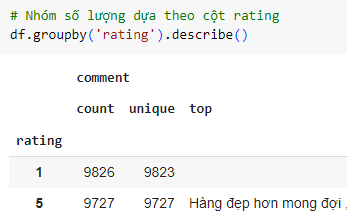 # Nhóm số lượng dựa theo cột rating
df.groupby('rating').describe()
comment
count unique top
rating
1 9826 9823
5 9727 9727 Hàng đẹp hơn mong đợi ,